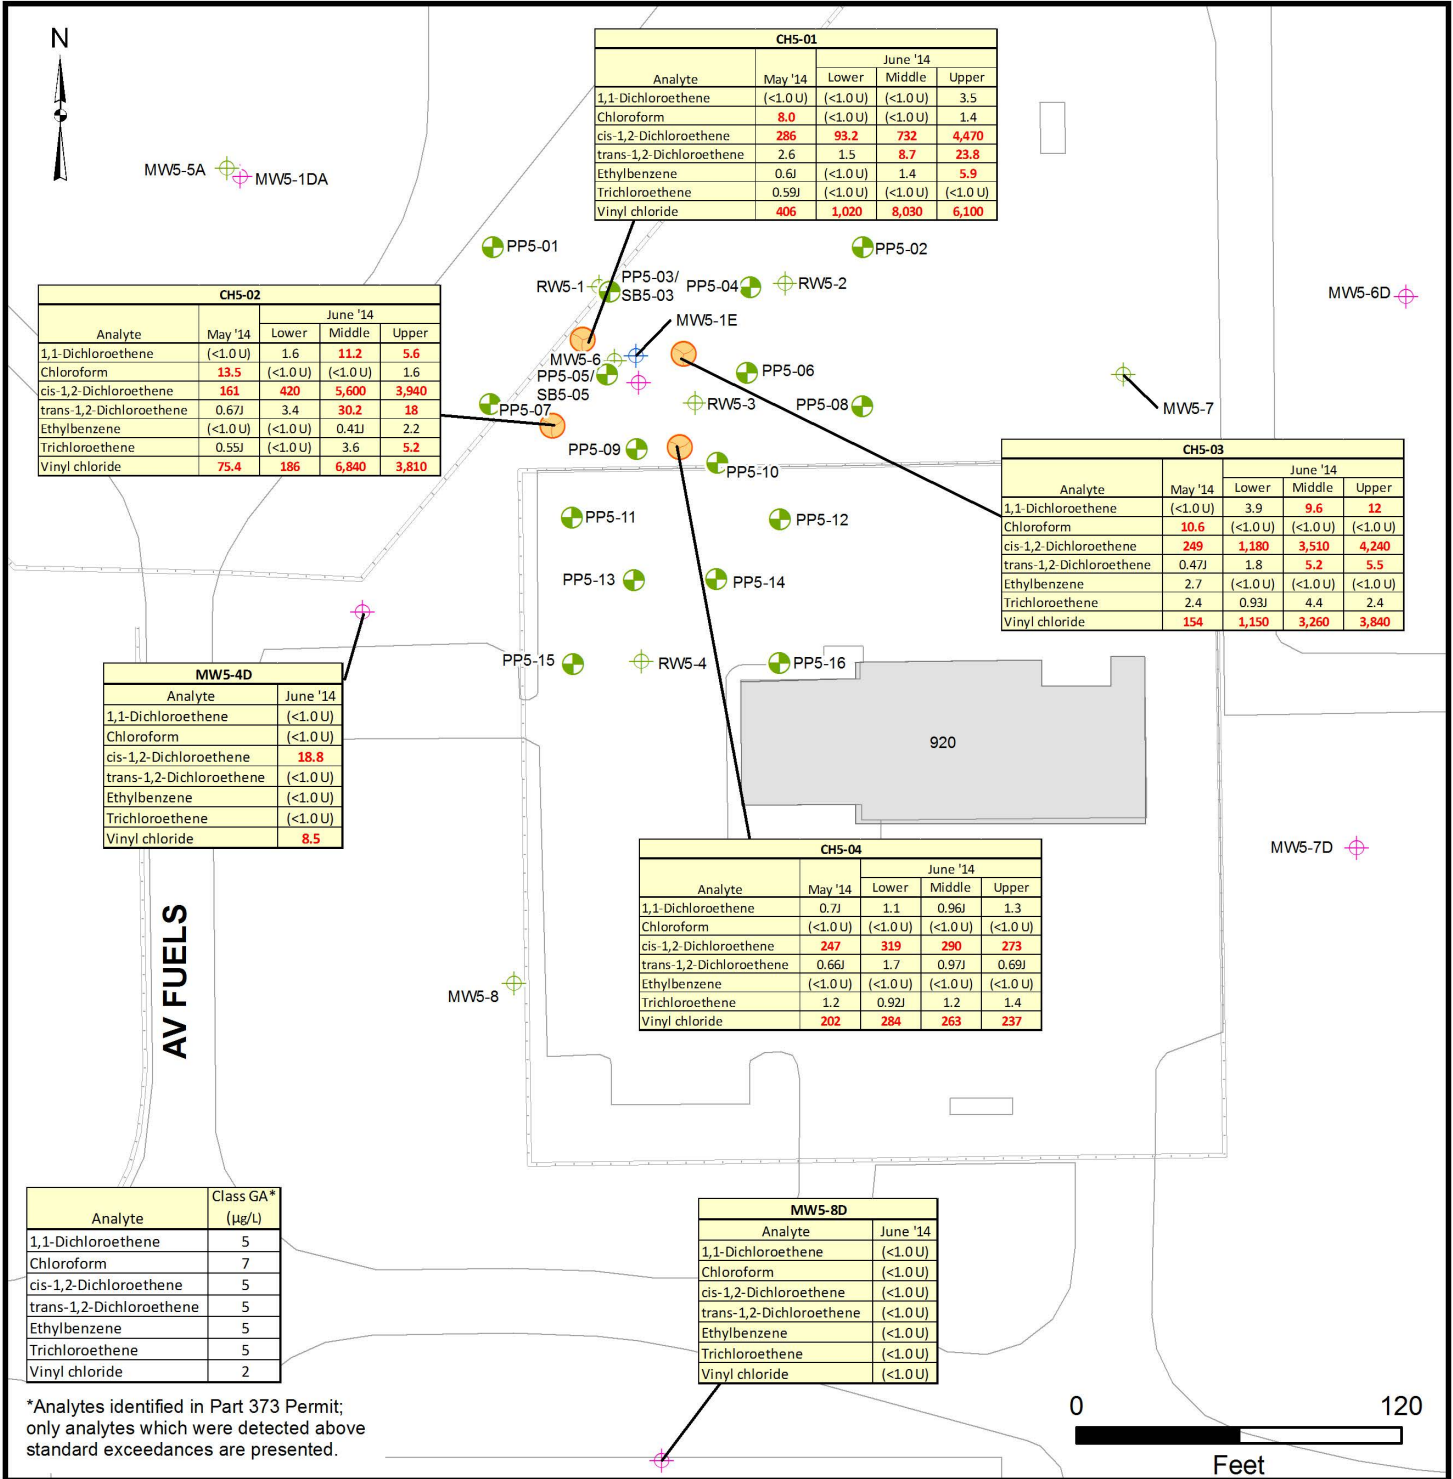 N
CH5-01
June '14
Analyte May '14 Lower Middle Upper
1,1-Dichloroethene (<1.0 U) (<1.0 U) (<1.0 U) 3.5
Chloroform 8.0 (<1.0 U) (<1.0 U) 1.4
cis-1,2-Dichloroethene 286 93.2 732 4,470
trans-1,2-Dichloroethene 2.6 1.5 8.7 23.8
Ethylbenzene 0.6J (<1.0 U) 1.4 5.9
Trichloroethene 0.59J (<1.0 U) (<1.0 U) (<1.0 U)
Vinyl chloride 406 1,020 8,030 6,100
MW5-5A
MW5-1DA
PP5-01
PP5-02
RW5-1
PP5-03/
SB5-03
PP5-04
RW5-2
MW5-6D
MW5-1E
MW5-6
PP5-05/
SB5-05
PP5-06
PP5-07
RW5-3
PP5-08
MW5-7
PP5-09
PP5-10
CH5-02
June '14
Analyte May '14 Lower Middle Upper
1,1-Dichloroethene (<1.0 U) 1.6 11.2 5.6
Chloroform 13.5 (<1.0 U) (<1.0 U) 1.6
cis-1,2-Dichloroethene 161 420 5,600 3,940
trans-1,2-Dichloroethene 0.67J 3.4 30.2 18
Ethylbenzene (<1.0 U) (<1.0 U) 0.41J 2.2
Trichloroethene 0.55J (<1.0 U) 3.6 5.2
Vinyl chloride 75.4 186 6,840 3,810
CH5-03
June '14
Analyte May '14 Lower Middle Upper
1,1-Dichloroethene (<1.0 U) 3.9 9.6 12
Chloroform 10.6 (<1.0 U) (<1.0 U) (<1.0 U)
cis-1,2-Dichloroethene 249 1,180 3,510 4,240
trans-1,2-Dichloroethene 0.47J 1.8 5.2 5.5
Ethylbenzene 2.7 (<1.0 U) (<1.0 U) (<1.0 U)
Trichloroethene 2.4 0.93J 4.4 2.4
Vinyl chloride 154 1,150 3,260 3,840
PP5-11
PP5-12
PP5-13
PP5-14
PP5-15
RW5-4
PP5-16
MW5-4D
Analyte June '14
1,1-Dichloroethene (<1.0 U)
Chloroform (<1.0 U)
cis-1,2-Dichloroethene 18.8
trans-1,2-Dichloroethene (<1.0 U)
Ethylbenzene (<1.0 U)
Trichloroethene (<1.0 U)
Vinyl chloride 8.5
920
MW5-7D
CH5-04
June '14
Analyte May '14 Lower Middle Upper
1,1-Dichloroethene 0.7J 1.1 0.96J 1.3
Chloroform (<1.0 U) (<1.0 U) (<1.0 U) (<1.0 U)
cis-1,2-Dichloroethene 247 319 290 273
trans-1,2-Dichloroethene 0.66J 1.7 0.97J 0.69J
Ethylbenzene (<1.0 U) (<1.0 U) (<1.0 U) (<1.0 U)
Trichloroethene 1.2 0.92J 1.2 1.4
Vinyl chloride 202 284 263 237
AV FUELS
MW5-8
Class GA*
Analyte (µg/L)
1,1-Dichloroethene 5
Chloroform 7
cis-1,2-Dichloroethene 5
trans-1,2-Dichloroethene 5
Ethylbenzene 5
Trichloroethene 5
Vinyl chloride 2
*Analytes identified in Part 373 Permit;
only analytes which were detected above
standard exceedances are presented.
MW5-8D
Analyte June '14
1,1-Dichloroethene (<1.0 U)
Chloroform (<1.0 U)
cis-1,2-Dichloroethene (<1.0 U)
trans-1,2-Dichloroethene (<1.0 U)
Ethylbenzene (<1.0 U)
Trichloroethene (<1.0 U)
Vinyl chloride (<1.0 U)
0 120
Feet